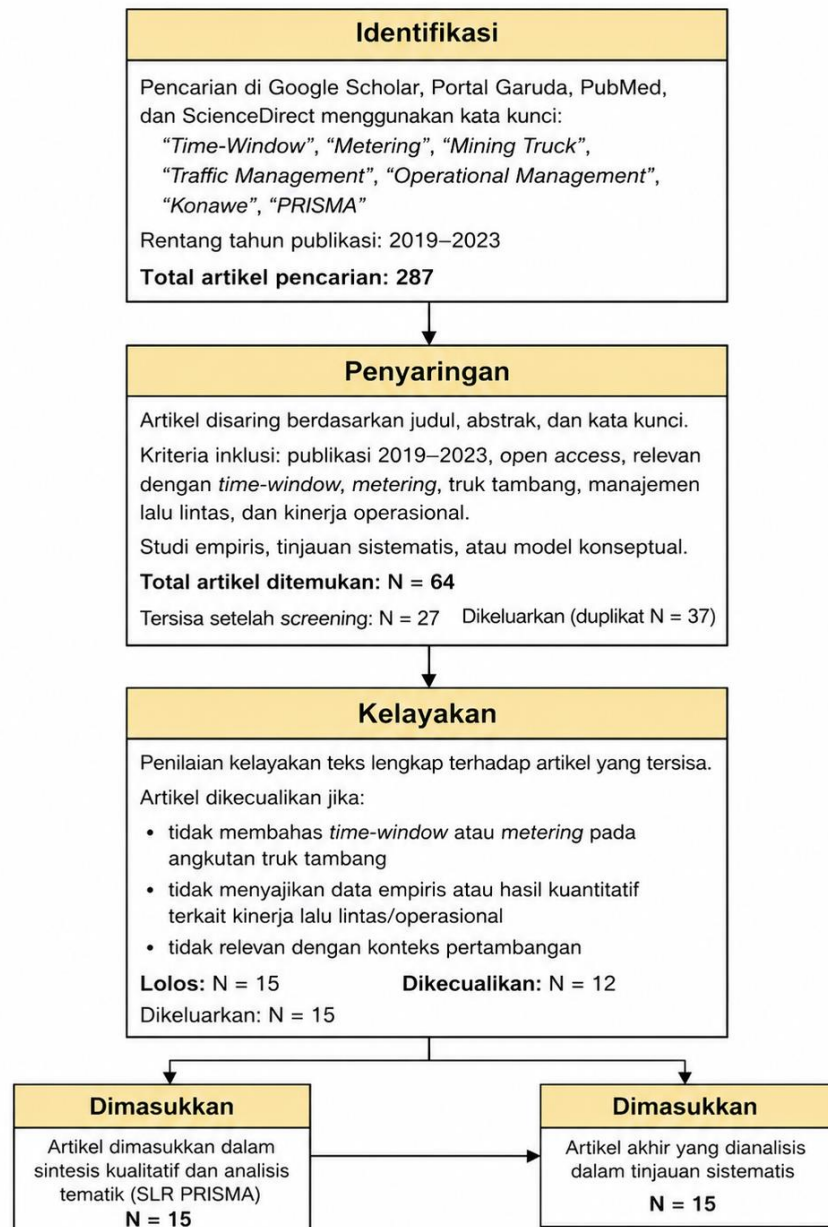 Identifikasi
Pencarian di Google Scholar, Portal Garuda, PubMed,
dan ScienceDirect menggunakan kata kunci:
“Time-Window”, “Metering”, “Mining Truck”,
“Traffic Management”, “Operational Management”,
“Konawe”, “PRISMA”
Rentang tahun publikasi: 2019–2023
Total artikel pencarian: 287
Penyaringan
Artikel disaring berdasarkan judul, abstrak, dan kata kunci.
Kriteria inklusi: publikasi 2019–2023, open access, relevan
dengan time-window, metering, truk tambang, manajemen
lalu lintas, dan kinerja operasional.
Studi empiris, tinjauan sistematis, atau model konseptual.
Total artikel ditemukan: N = 64
Tersisa setelah screening: N = 27 Dikeluarkan (duplikat N = 37)
Kelayakan
Penilaian kelayakan teks lengkap terhadap artikel yang tersisa.
Artikel dikecualikan jika:
• tidak membahas time-window atau metering pada
angkutan truk tambang
• tidak menyajikan data empiris atau hasil kuantitatif
terkait kinerja lalu lintas/operasional
• tidak relevan dengan konteks pertambangan
Lolos: N = 15 Dikecualikan: N = 12
Dikeluarkan: N = 15
Dimasukkan
Artikel dimasukkan dalam
sintesis kualitatif dan analisis
tematik (SLR PRISMA)
N = 15
Dimasukkan
Artikel akhir yang dianalisis
dalam tinjauan sistematis
N = 15